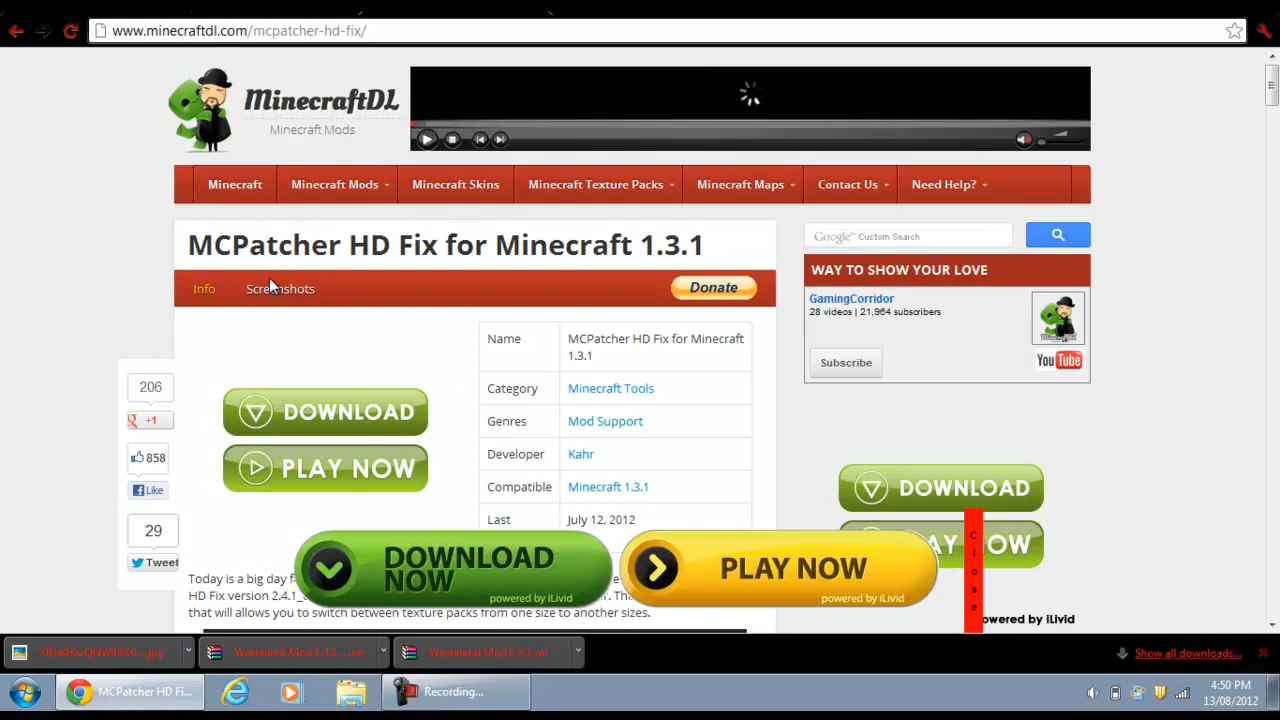 www.minecraftdl.com/mcpatcher-hd-fix/
MinecraftDL
Minecraft Mods
Minecraft
Minecraft Mods
Minecraft Skins
Minecraft Texture Packs
Minecraft Maps
Contact Us
Need Help?
MCPatcher HD Fix for Minecraft 1.3.1
Google™ Custom Search
Info
Screenshots
Donate
WAY TO SHOW YOUR LOVE
GamingCorridor
28 videos | 21,964 subscribers
Subscribe
YouTube
Name
MCPatcher HD Fix for Minecraft
1.3.1
Category
Minecraft Tools
Genres
Mod Support
Developer
Kahr
Compatible
Minecraft 1.3.1
Last
July 12, 2012
DOWNLOAD
PLAY NOW
206
+1
858
Like
29
Tweet
DOWNLOAD
NOW
Close
DOWNLOAD
NOW
powered by iLivid
PLAY NOW
powered by iLivid
powered by iLivid
Today is a big day
HD Fix version
that will allows you to switch between texture packs from one size to another sizes.
Wasteland Mod
Wasteland Mod 1.3.1
Show all downloads...
MCPatcher HD Fi...
Recording...
4:50 PM
13/08/2012